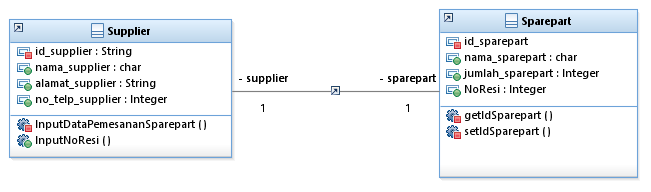 Supplier
id_supplier : String
nama_supplier : char
alamat_supplier : String
no_telp_supplier : Integer
InputDataPemesananSparepart ( )
InputNoResi ( )
- supplier
1
- sparepart
1
Sparepart
id_sparepart
nama_sparepart : char
jumlah_sparepart : Integer
NoResi : Integer
getIdSparepart ( )
setIdSparepart ( )